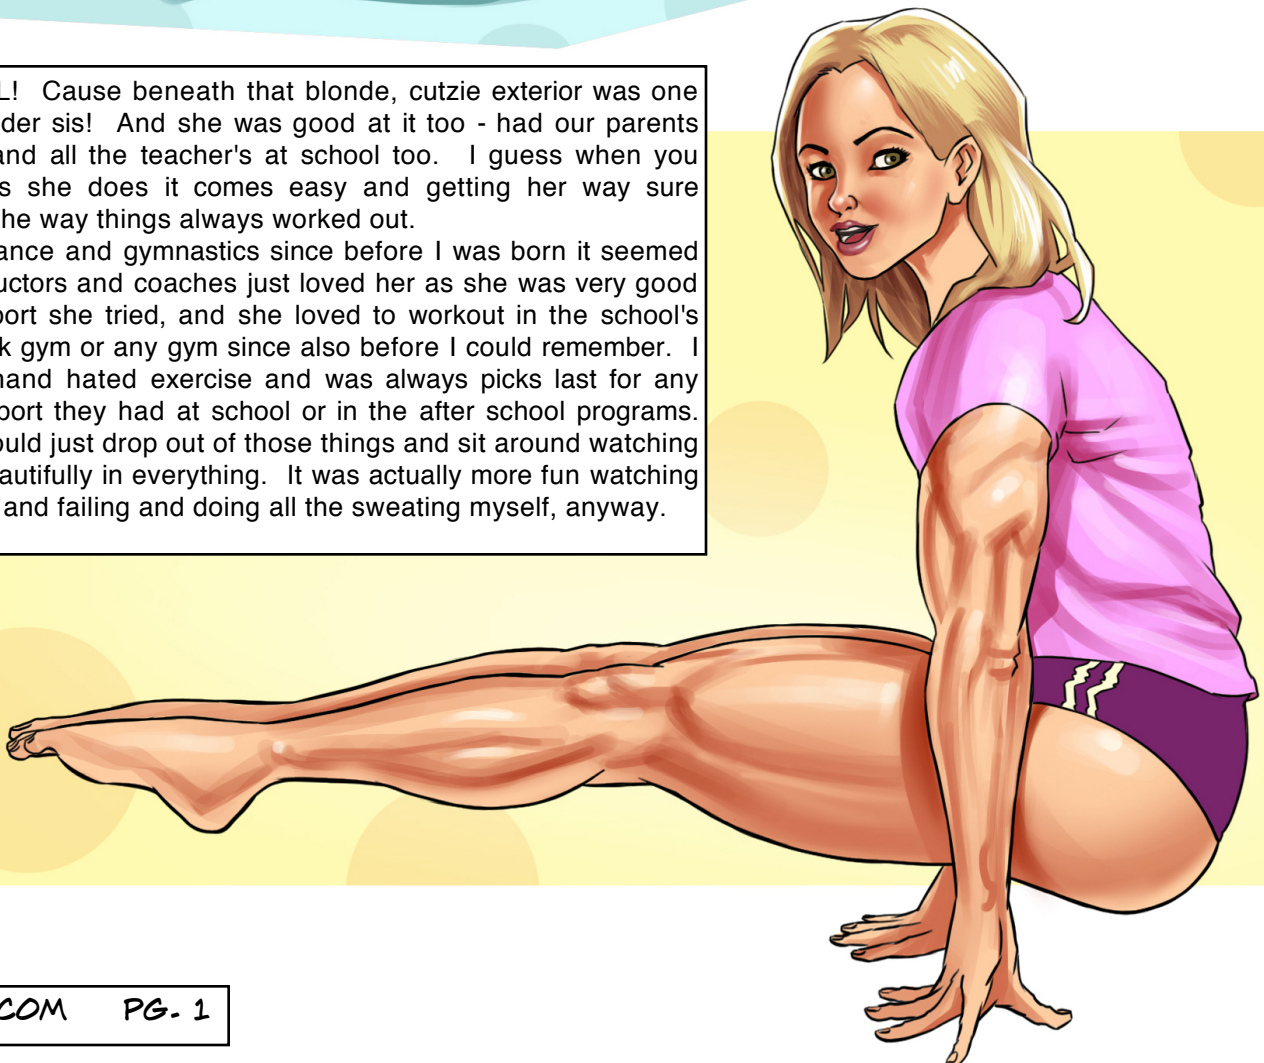 L! Cause beneath that blonde, cutzie exterior was one
der sis! And she was good at it too - had our parents
and all the teacher's at school too. I guess when you
s she does it comes easy and getting her way sure
he way things always worked out.
ance and gymnastics since before I was born it seemed
uctors and coaches just loved her as she was very good
port she tried, and she loved to workout in the school's
k gym or any gym since also before I could remember. I
hand hated exercise and was always picks last for any
port they had at school or in the after school programs.
ould just drop out of those things and sit around watching
autifully in everything. It was actually more fun watching
and failing and doing all the sweating myself, anyway.
COM PG. 1